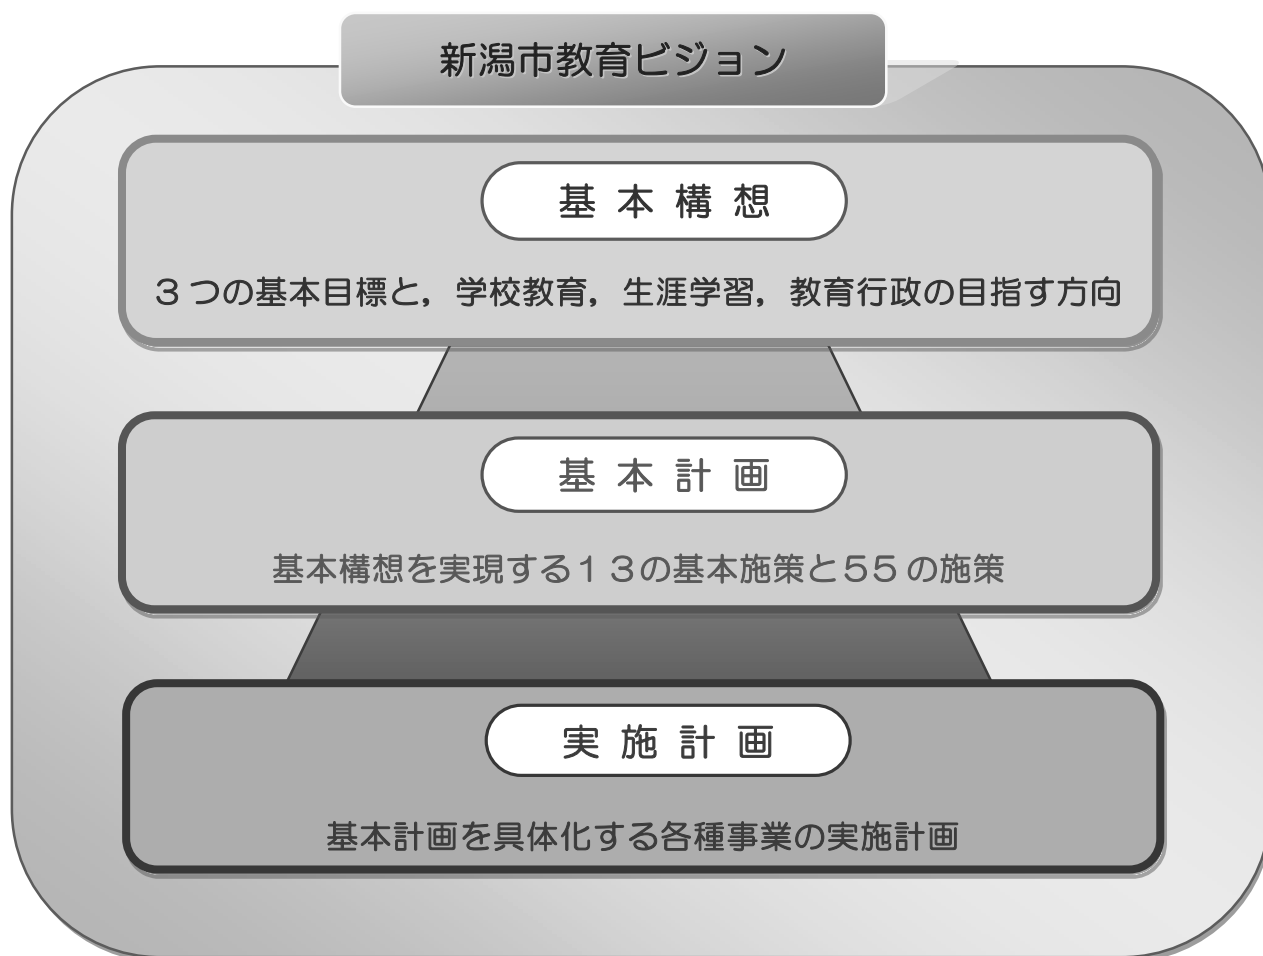 新潟市教育ビジョン
基本構想
3つの基本目標と，学校教育，生涯学習，教育行政の目指す方向
基本計画
基本構想を実現する１３の基本施策と５５の施策
実施計画
基本計画を具体化する各種事業の実施計画